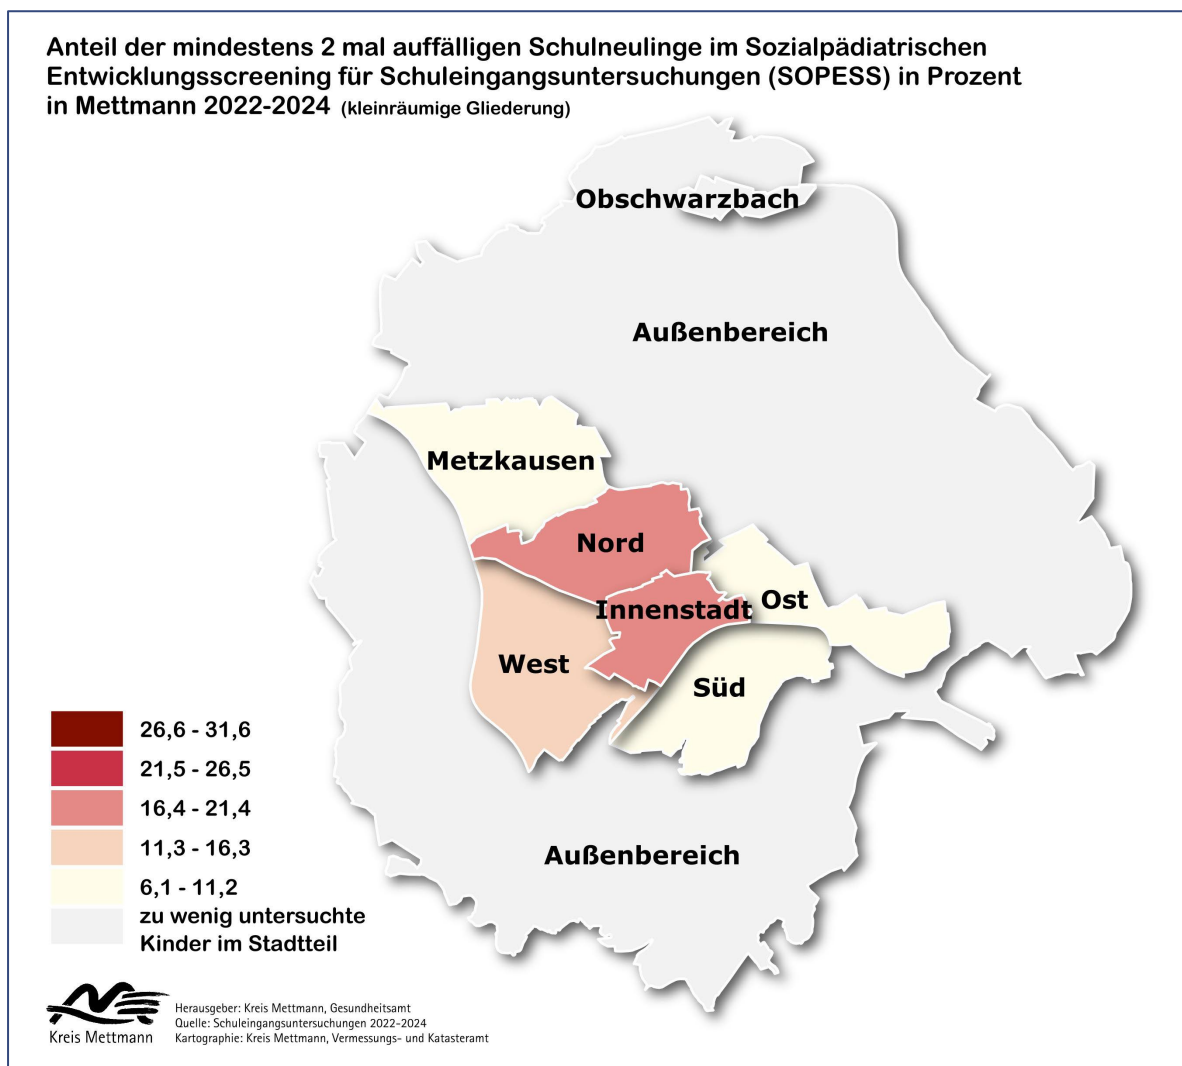 Anteil der mindestens 2 mal auffälligen Schulneulinge im Sozialpädiatrischen
Entwicklungsscreening für Schuleingangsuntersuchungen (SOPESS) in Prozent
in Mettmann 2022-2024 (kleinräumige Gliederung)
Obschwarzbach
Außenbereich
Metzkausen
Nord
Ost
Innenstadt
West
Süd
Außenbereich
26,6 - 31,6
21,5 - 26,5
16,4 - 21,4
11,3 - 16,3
6,1 - 11,2
zu wenig untersuchte
Kinder im Stadtteil
Kreis Mettmann
Herausgeber: Kreis Mettmann, Gesundheitsamt
Quelle: Schuleingangsuntersuchungen 2022-2024
Kartographie: Kreis Mettmann, Vermessungs- und Katasteramt